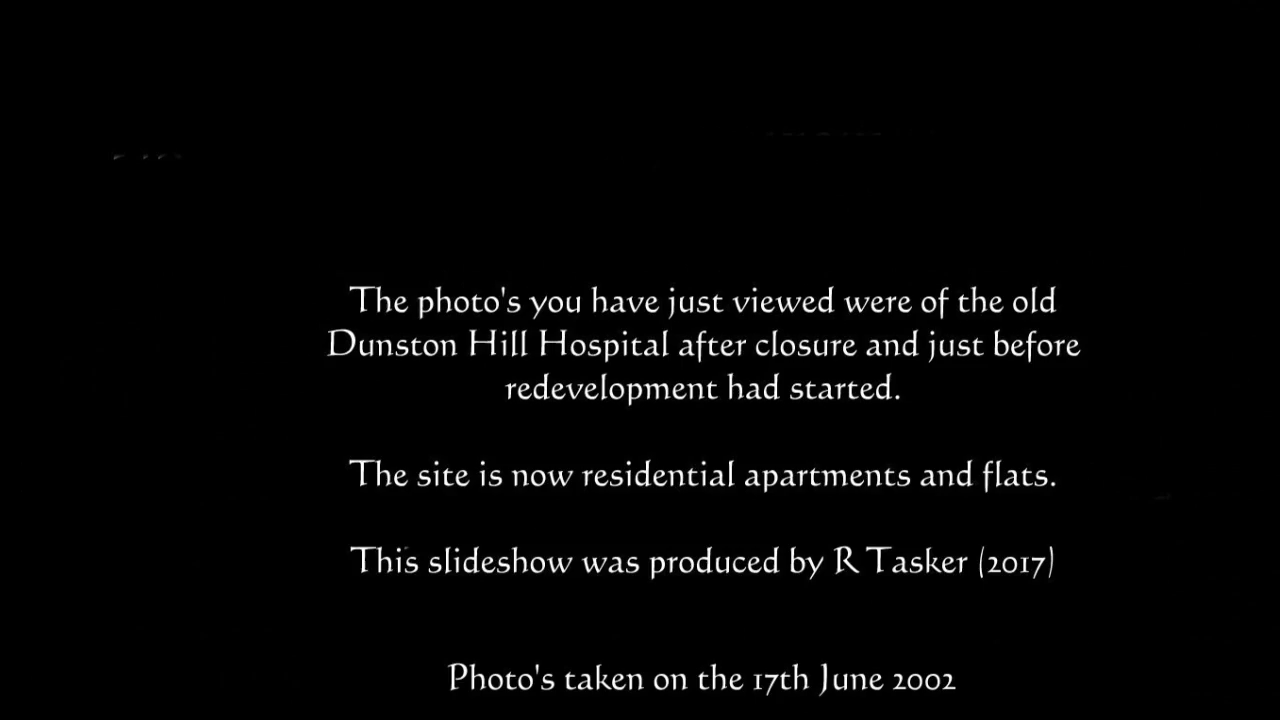 The photo's you have just viewed were of the old
Dunston Hill Hospital after closure and just before
redevelopment had started.
The site is now residential apartments and flats.
This slideshow was produced by R Tasker (2017)
Photo's taken on the 17th June 2002